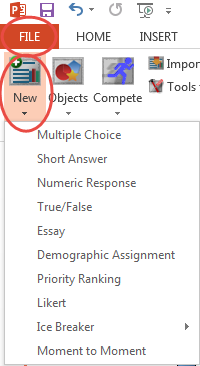 FILE HOME INSERT
New Objects Compete Impor
Tools
Multiple Choice
Short Answer
Numeric Response
True/False
Essay
Demographic Assignment
Priority Ranking
Likert
Ice Breaker
Moment to Moment